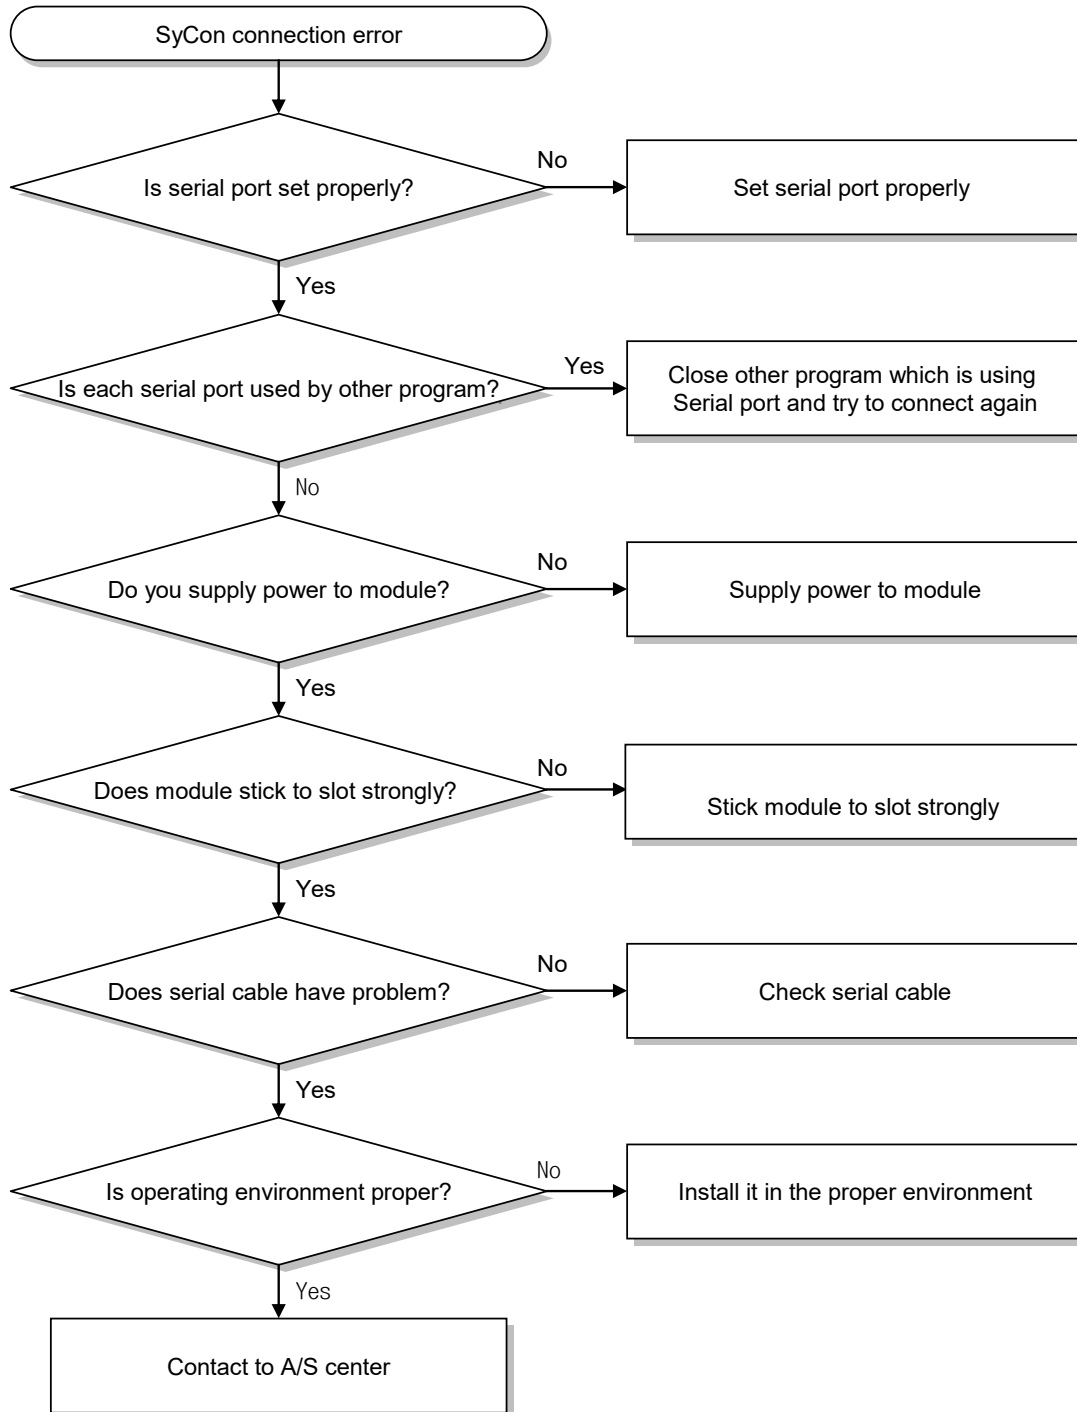 SyCon connection error
Is serial port set properly?
No
Set serial port properly
Yes
Is each serial port used by other program?
Yes
Close other program which is using
Serial port and try to connect again
No
Do you supply power to module?
No
Supply power to module
Yes
Does module stick to slot strongly?
No
Stick module to slot strongly
Yes
Does serial cable have problem?
No
Check serial cable
Yes
Is operating environment proper?
No
Install it in the proper environment
Yes
Contact to A/S center